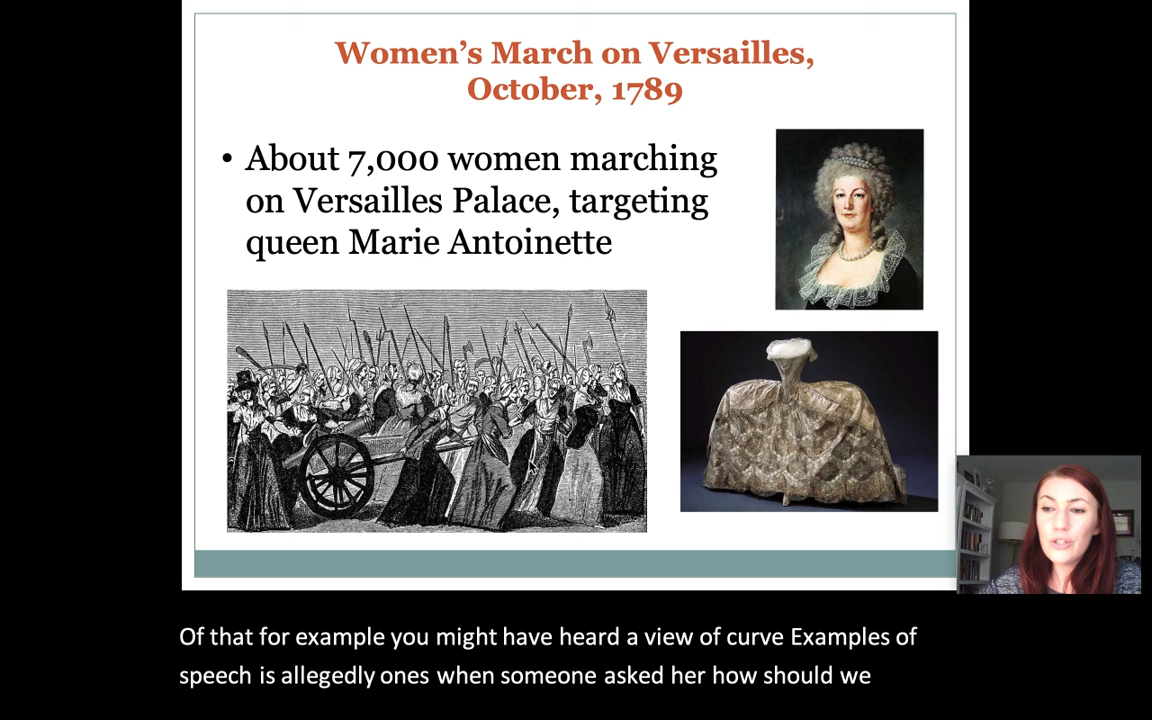 Women’s March on Versailles,
October, 1789
• About 7,000 women marching
on Versailles Palace, targeting
queen Marie Antoinette
Of that for example you might have heard a view of curve Examples of
speech is allegedly ones when someone asked her how should we